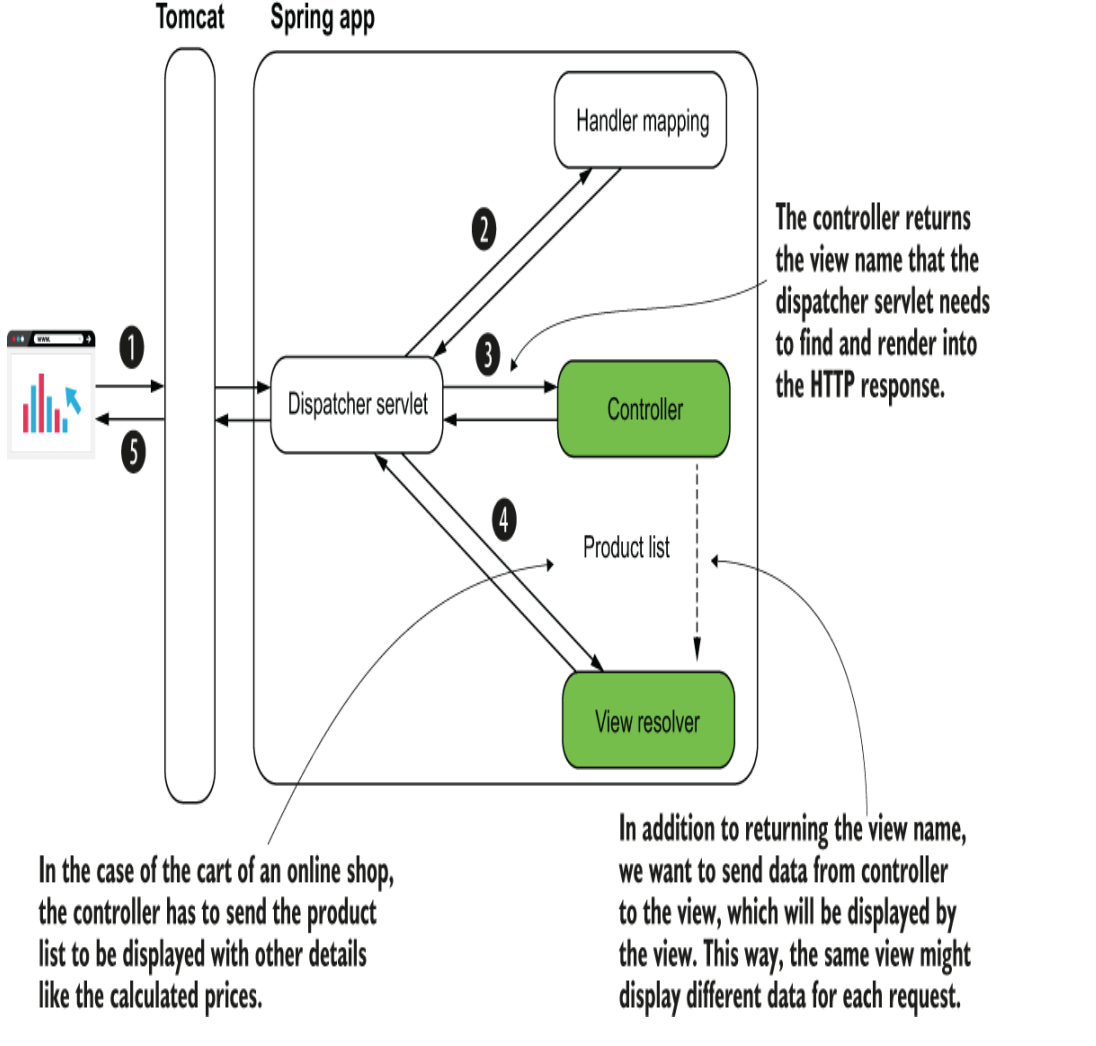 Tomcat
Spring app
Handler mapping
2
The controller returns
the view name that the
dispatcher servlet needs
to find and render into
the HTTP response.
www.
1
3
Dispatcher servlet
Controller
5
4
Product list
View resolver
In the case of the cart of an online shop,
the controller has to send the product
list to be displayed with other details
like the calculated prices.
In addition to returning the view name,
we want to send data from controller
to the view, which will be displayed by
the view. This way, the same view might
display different data for each request.